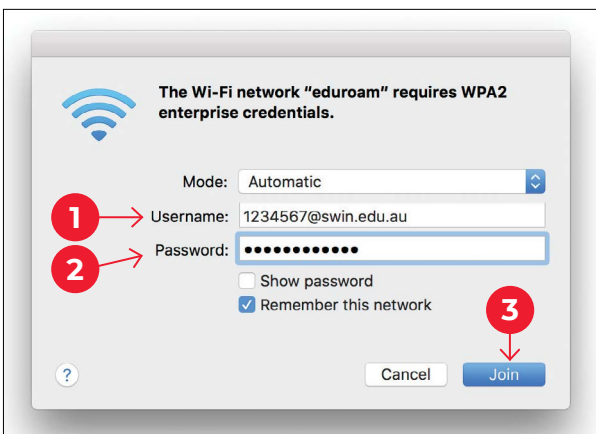 The Wi-Fi network “eduroam” requires WPA2
enterprise credentials.
Mode: Automatic
1 Username: 1234567@swin.edu.au
2 Password: ••••••••••••
Show password
Remember this network
3
? Cancel Join